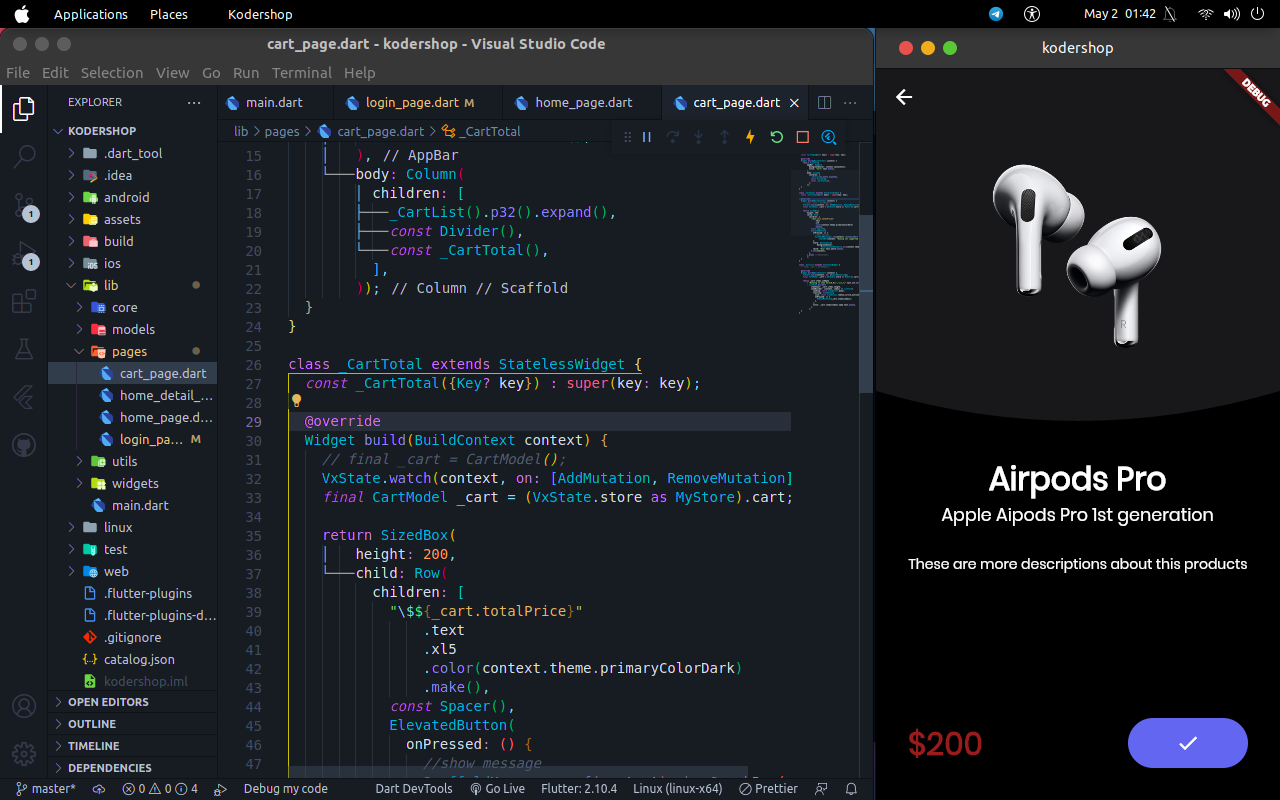 Applications Places Kodershop May 2 01:42
cart_page.dart - kodershop - Visual Studio Code
kodershop
File Edit Selection View Go Run Terminal Help
EXPLORER
main.dart login_page.dart M home_page.dart cart_page.dart
lib > pages > cart_page.dart > _CartTotal
DEBUG
KODERSHOP
.dart_tool
.idea
android
assets
build
ios
lib
core
models
pages
cart_page.dart
home_detail_...
home_page.d...
login_pa... M
utils
widgets
main.dart
linux
test
web
.flutter-plugins
.flutter-plugins-d...
.gitignore
catalog.json
kodershop.iml
OPEN EDITORS
OUTLINE
TIMELINE
DEPENDENCIES
1
1
15 ), // AppBar
16 body: Column(
17 children: [
18 _CartList().p32().expand(),
19 const Divider(),
20 const _CartTotal(),
21 ],
22 )); // Column // Scaffold
23 }
24 }
25
26 class _CartTotal extends StatelessWidget {
27 const _CartTotal({Key? key}) : super(key: key);
28
29 @override
30 Widget build(BuildContext context) {
31 // final _cart = CartModel();
32 VxState.watch(context, on: [AddMutation, RemoveMutation]
33 final CartModel _cart = (VxState.store as MyStore).cart;
34
35 return SizedBox(
36 height: 200,
37 child: Row(
38 children: [
39 "\$${_cart.totalPrice}"
40 .text
41 .xl5
42 .color(context.theme.primaryColorDark)
43 .make(),
44 const Spacer(),
45 ElevatedButton(
46 onPressed: () {
47 //show message
R
Airpods Pro
Apple Aipods Pro 1st generation
These are more descriptions about this products
$200
master* 0 0 4 Debug my code Dart DevTools Go Live Flutter: 2.10.4 Linux (linux-x64) Prettier